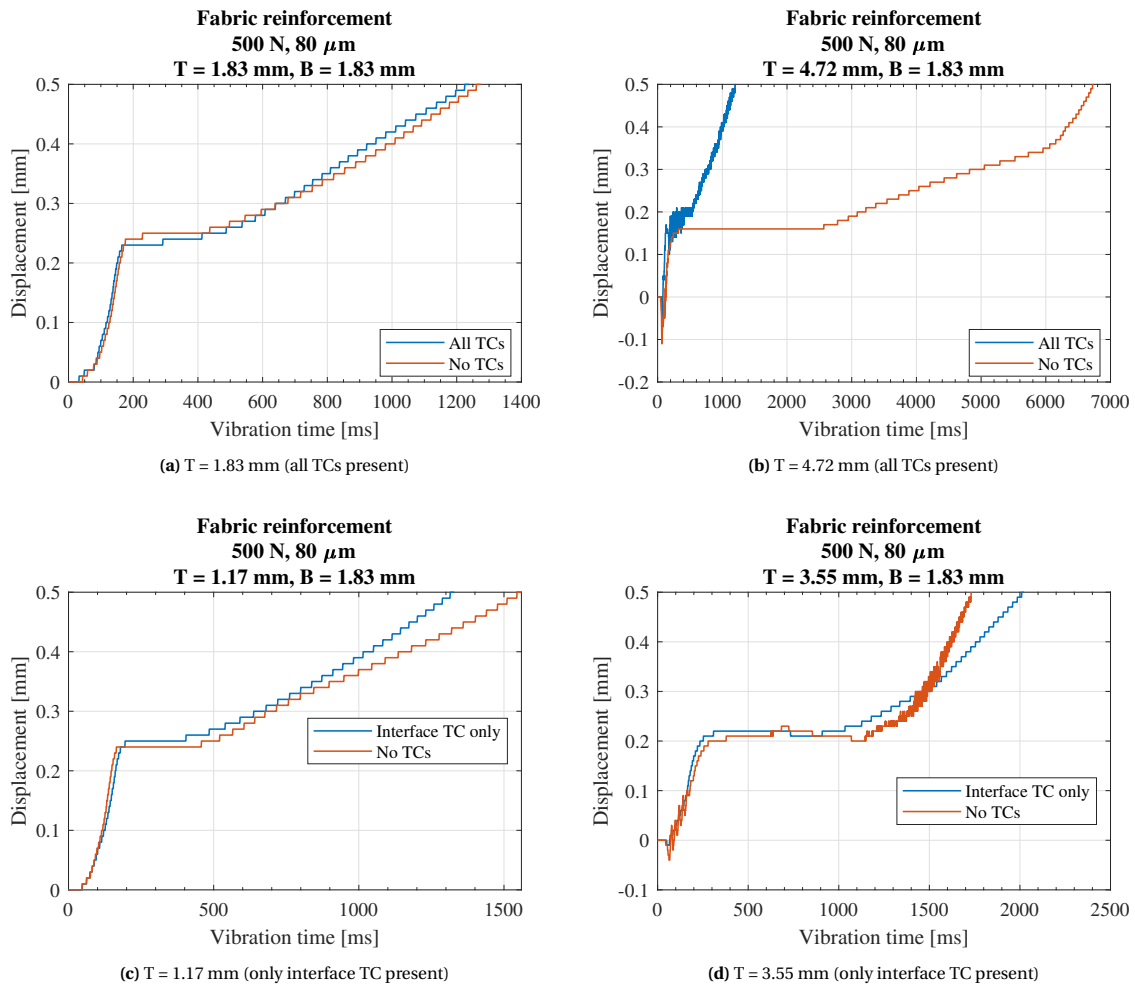 Fabric reinforcement
500 N, 80 μm
T = 1.83 mm, B = 1.83 mm
Displacement [mm]
0.5
0.4
0.3
0.2
0.1
0
0 200 400 600 800 1000 1200 1400
Vibration time [ms]
All TCs
No TCs
(a) T = 1.83 mm (all TCs present)
Fabric reinforcement
500 N, 80 μm
T = 4.72 mm, B = 1.83 mm
Displacement [mm]
0.5
0.4
0.3
0.2
0.1
0
-0.1
-0.2
0 1000 2000 3000 4000 5000 6000 7000
Vibration time [ms]
All TCs
No TCs
(b) T = 4.72 mm (all TCs present)
Fabric reinforcement
500 N, 80 μm
T = 1.17 mm, B = 1.83 mm
Displacement [mm]
0.5
0.4
0.3
0.2
0.1
0
0 500 1000 1500
Vibration time [ms]
Interface TC only
No TCs
(c) T = 1.17 mm (only interface TC present)
Fabric reinforcement
500 N, 80 μm
T = 3.55 mm, B = 1.83 mm
Displacement [mm]
0.5
0.4
0.3
0.2
0.1
0
-0.1
0 500 1000 1500 2000 2500
Vibration time [ms]
Interface TC only
No TCs
(d) T = 3.55 mm (only interface TC present)